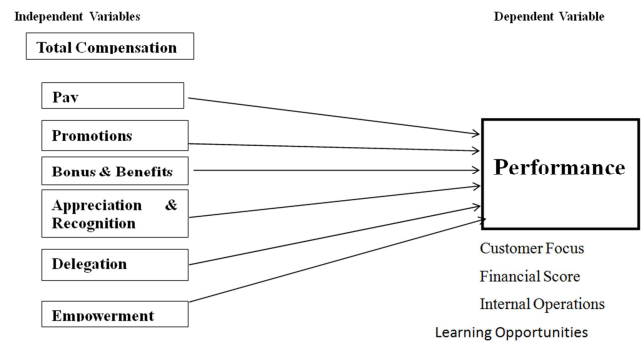 Independent Variables
Dependent Variable
Total Compensation
Pay
Promotions
Bonus & Benefits
Appreciation &
Recognition
Delegation
Empowerment
Performance
Customer Focus
Financial Score
Internal Operations
Learning Opportunities